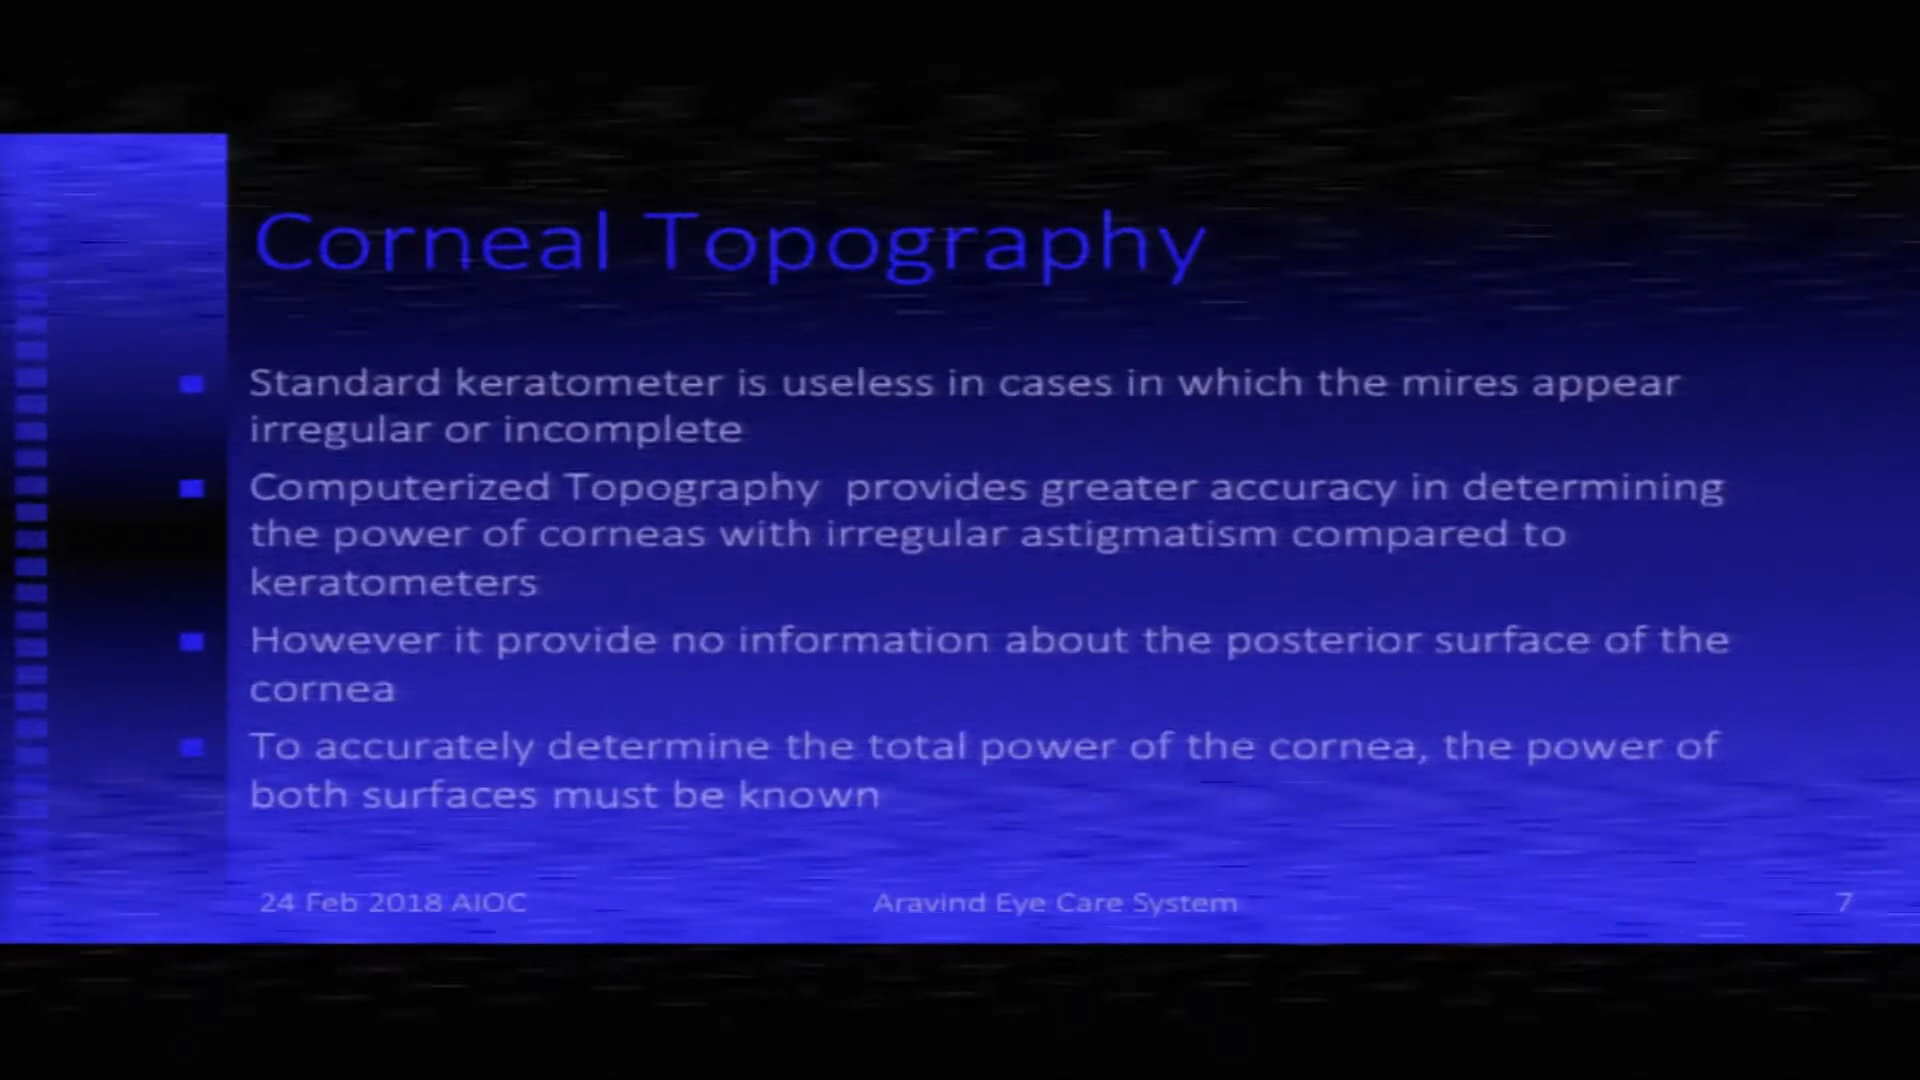 Corneal Topography
Standard keratometer is useless in cases in which the mires appear
irregular or incomplete
Computerized Topography provides greater accuracy in determining
the power of corneas with irregular astigmatism compared to
keratometers
However it provide no information about the posterior surface of the
cornea
To accurately determine the total power of the cornea, the power of
both surfaces must be known
24 Feb 2018 AIOC
Aravind Eye Care System
7